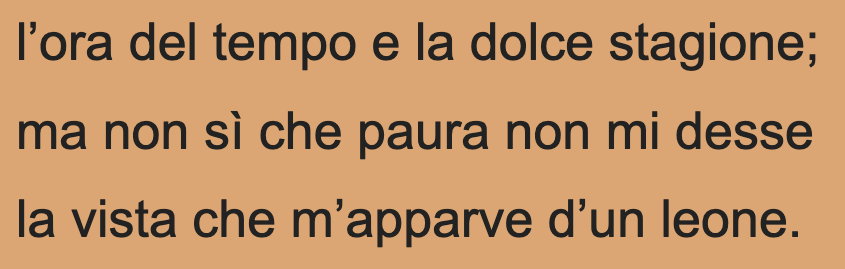 l’ora del tempo e la dolce stagione;
ma non sì che paura non mi desse
la vista che m’apparve d’un leone.